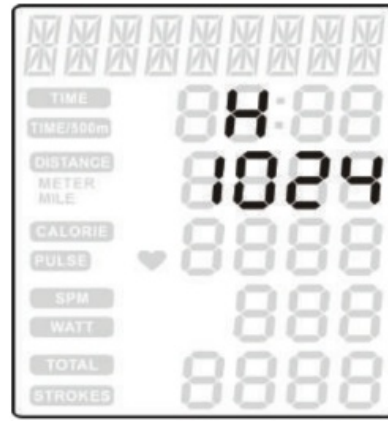 TIME
H
TIME/500m
DISTANCE
1024
METER
MILE
CALORIE
PULSE
SPM
WATT
TOTAL
STROKES